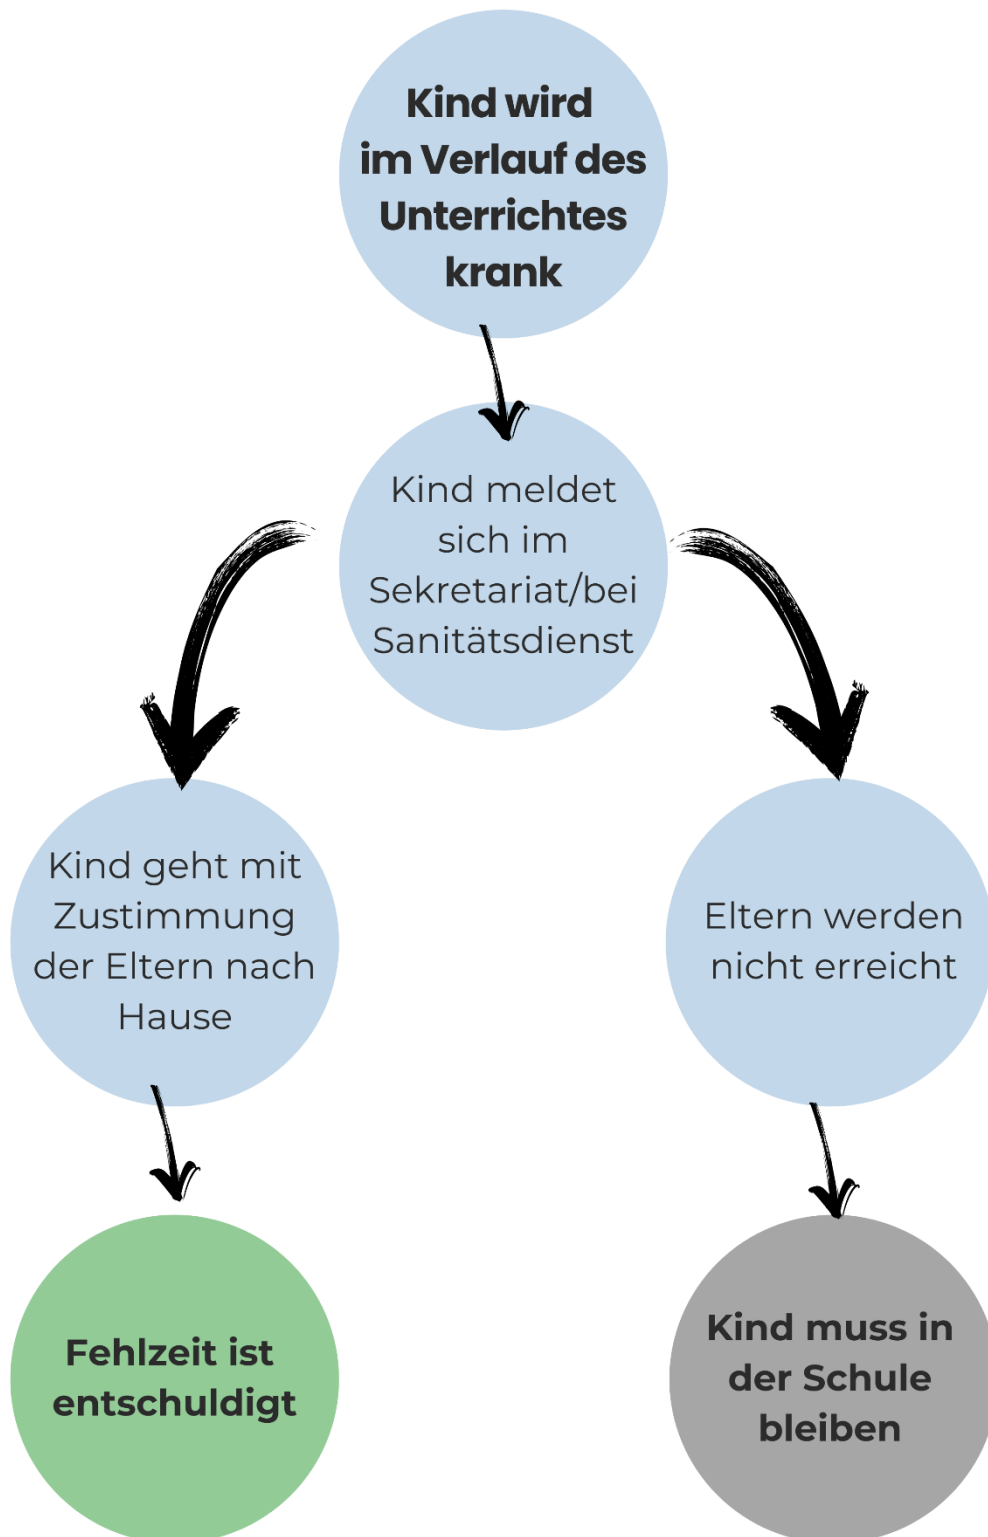 Kind wird
im Verlauf des
Unterrichtes
krank
Kind meldet
sich im
Sekretariat/bei
Sanitätsdienst
Kind geht mit
Zustimmung
der Eltern nach
Hause
Eltern werden
nicht erreicht
Fehlzeit ist
entschuldigt
Kind muss in
der Schule
bleiben